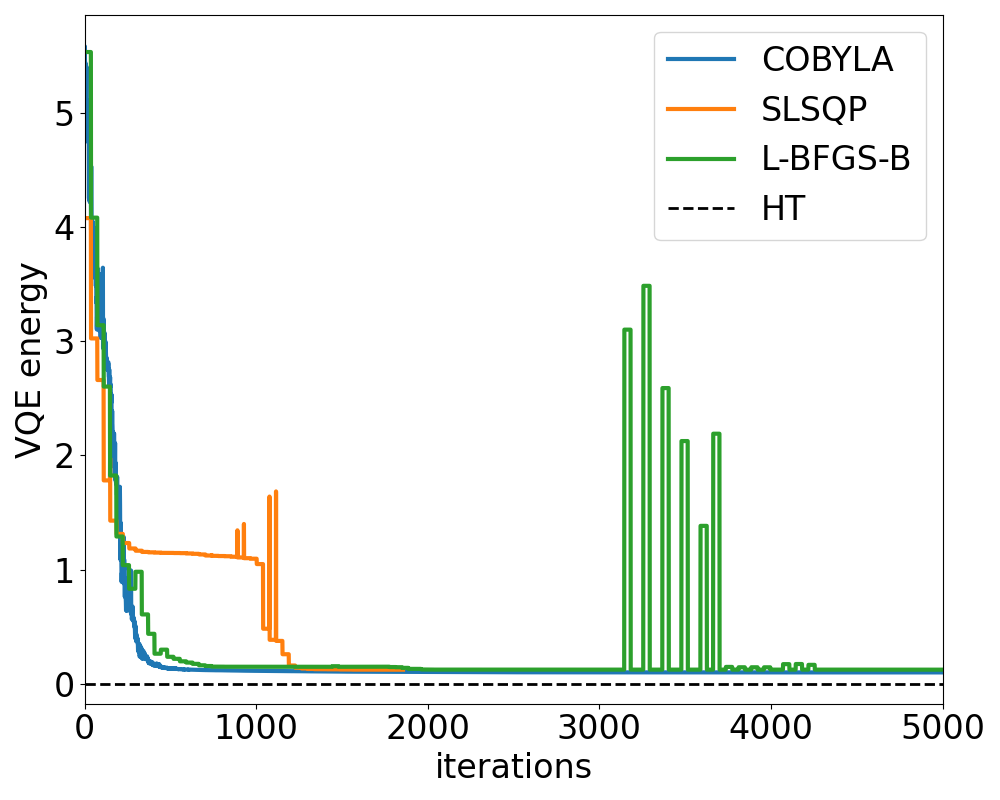 COBYLA
SLSQP
L-BFGS-B
HT
VQE energy
5
4
3
2
1
0
0 1000 2000 3000 4000 5000
iterations